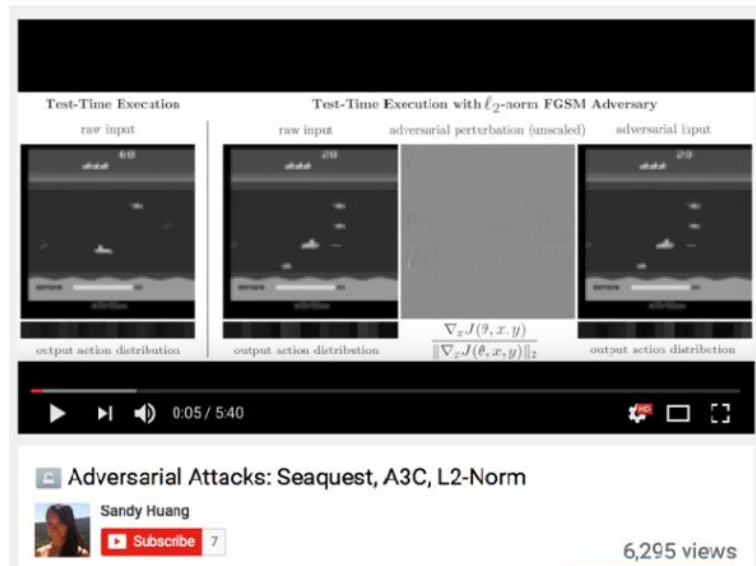 Test-Time Execution
Test-Time Execution with ℓ₂-norm FGSM Adversary
raw input
raw input
adversarial perturbation (unscaled)
adversarial input
60
20
20
output action distribution
output action distribution
∇ₓJ(θ, x, y)
‖∇ₓJ(θ, x, y)‖₂
output action distribution
0:05 / 5:40
HD
Adversarial Attacks: Seaquest, A3C, L2-Norm
Sandy Huang
Subscribe 7
6,295 views